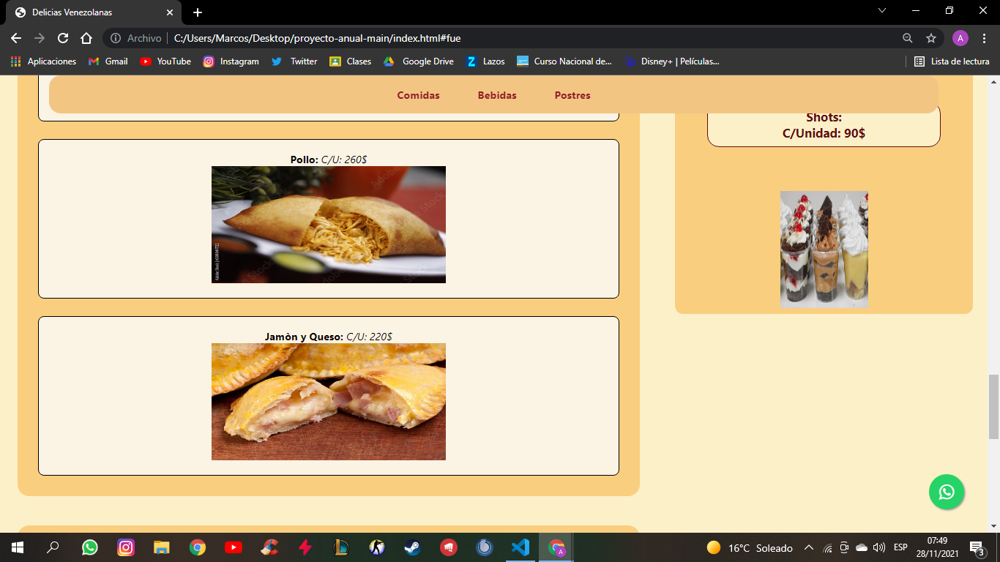 Delicias Venezolanas
Archivo
C:/Users/Marcos/Desktop/proyecto-anual-main/index.html#fue
A
Aplicaciones
Gmail
YouTube
Instagram
Twitter
Clases
Google Drive
Lazos
Curso Nacional de...
Disney+ | Películas...
Lista de lectura
Comidas
Bebidas
Postres
Pollo: C/U: 260$
Jamòn y Queso: C/U: 220$
Shots:
C/Unidad: 90$
16°C Soleado
ESP
07:49
28/11/2021
3